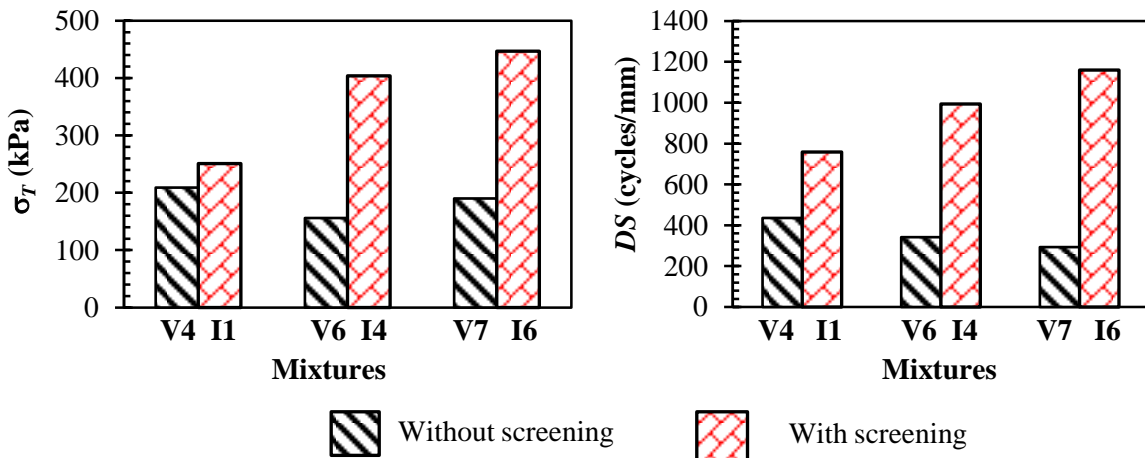 500
400
300
200
100
0
σT (kPa)
V4 I1 V6 I4 V7 I6
Mixtures
1400
1200
1000
800
600
400
200
0
DS (cycles/mm)
V4 I1 V6 I4 V7 I6
Mixtures
Without screening With screening